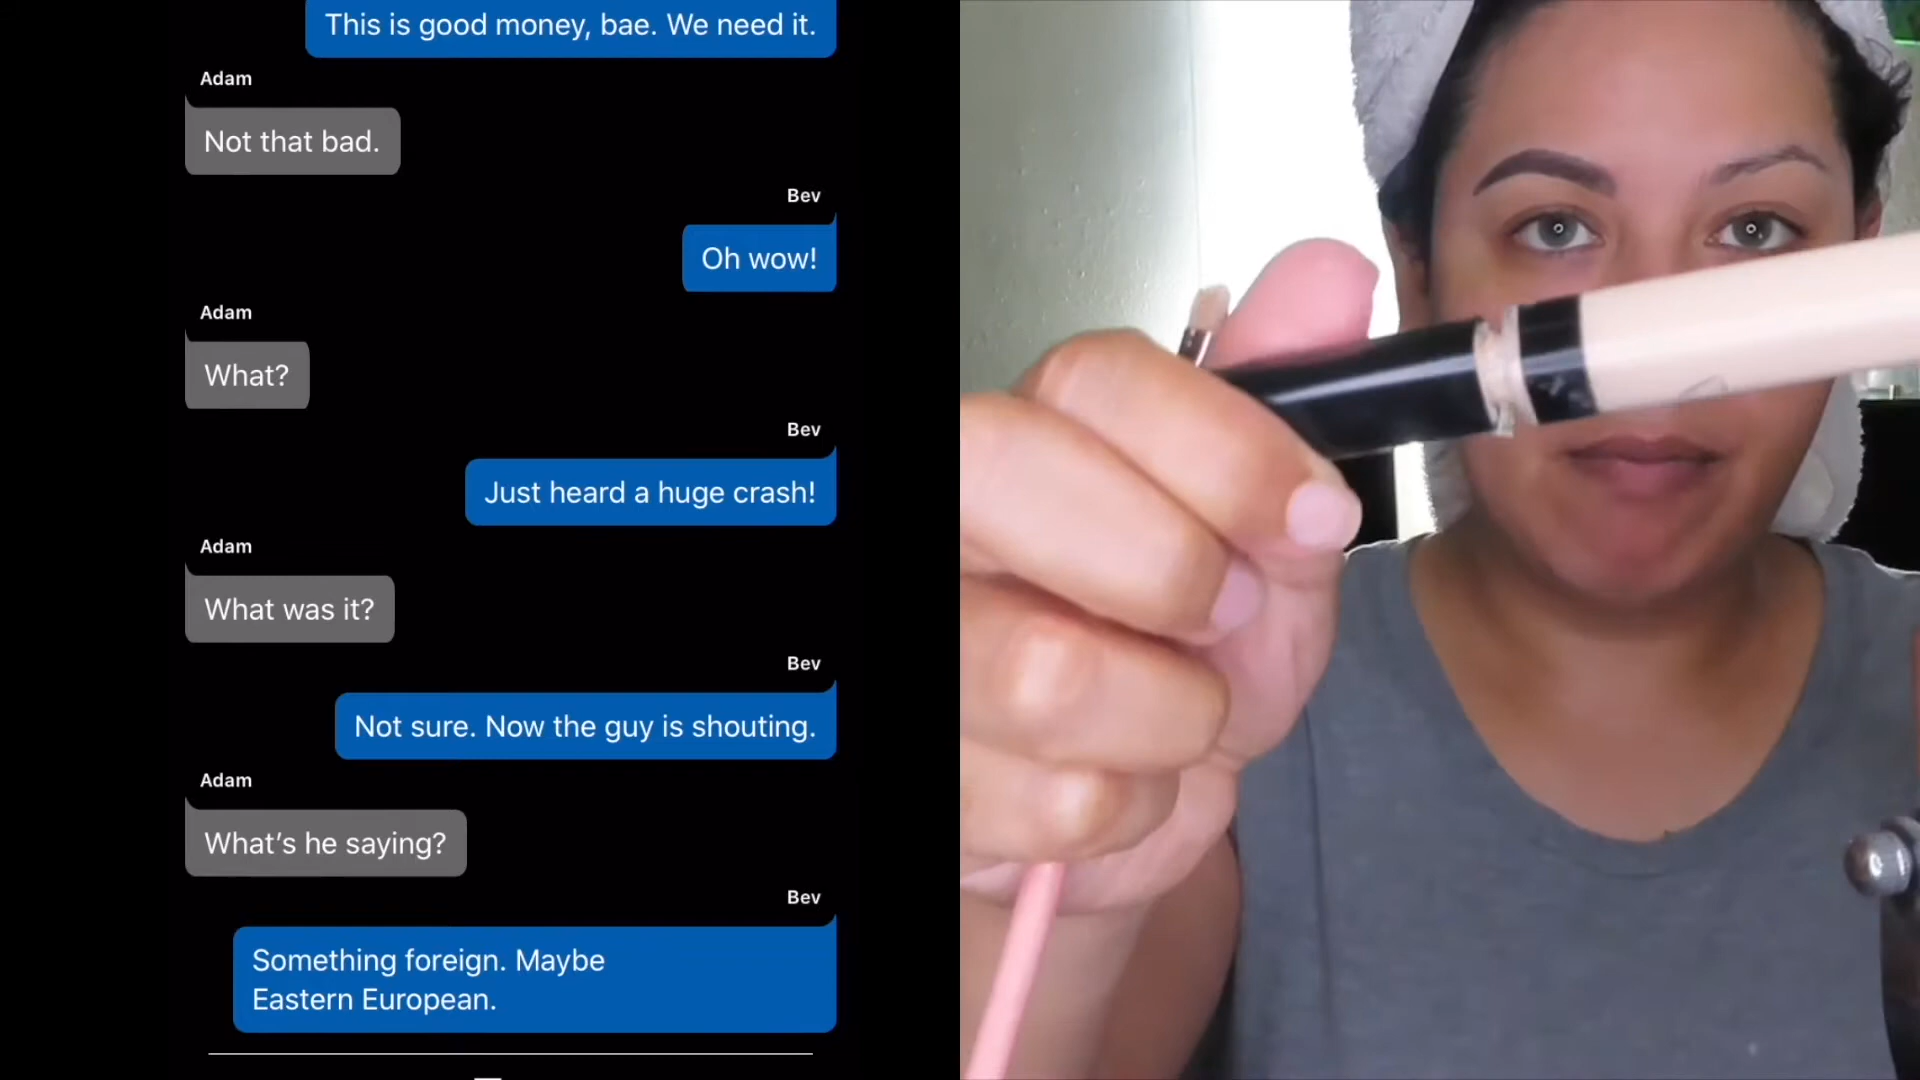 This is good money, bae. We need it.
Adam
Not that bad.
Bev
Oh wow!
Adam
What?
Bev
Just heard a huge crash!
Adam
What was it?
Bev
Not sure. Now the guy is shouting.
Adam
What’s he saying?
Bev
Something foreign. Maybe
Eastern European.